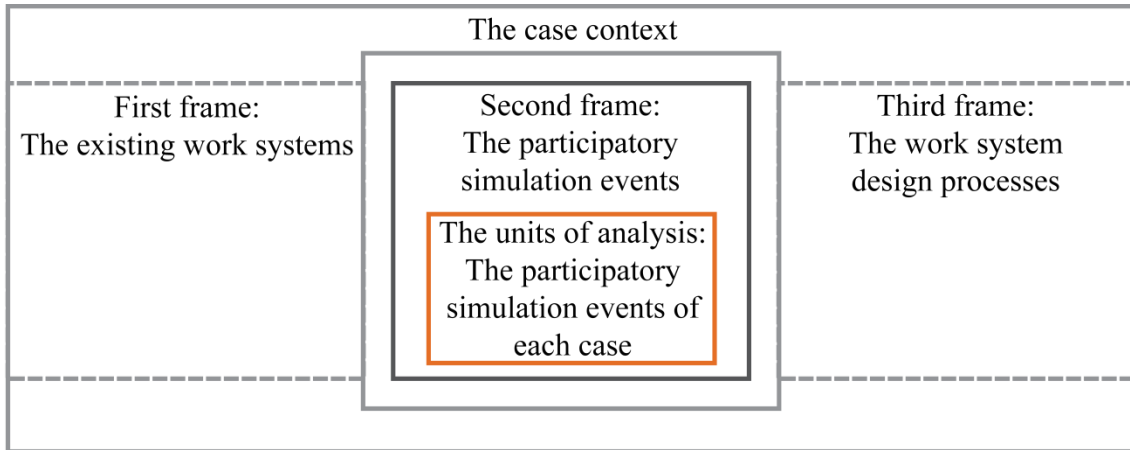 The case context
First frame:
The existing work systems
Second frame:
The participatory
simulation events
The units of analysis:
The participatory
simulation events of
each case
Third frame:
The work system
design processes